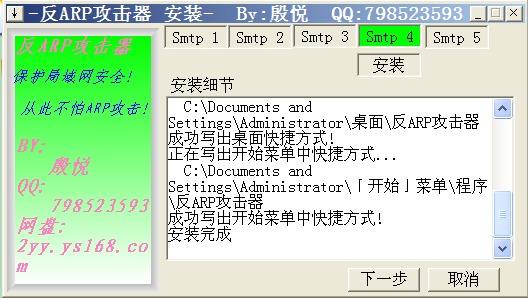 -反ARP攻击器 安装- By:殷悦 QQ:798523593
反ARP攻击器
保护局域网安全!
从此不怕ARP攻击!
BY:
殷悦
QQ:
798523593
网盘:
2yy.ys168.co
m
Smtp 1 Smtp 2 Smtp 3 Smtp 4 Smtp 5
安装
安装细节
C:\Documents and
Settings\Administrator\桌面\反ARP攻击器
成功写出桌面快捷方式!
正在写出开始菜单中快捷方式...
C:\Documents and
Settings\Administrator\「开始」菜单\程序
\反ARP攻击器
成功写出开始菜单中快捷方式!
安装完成
下一步 取消